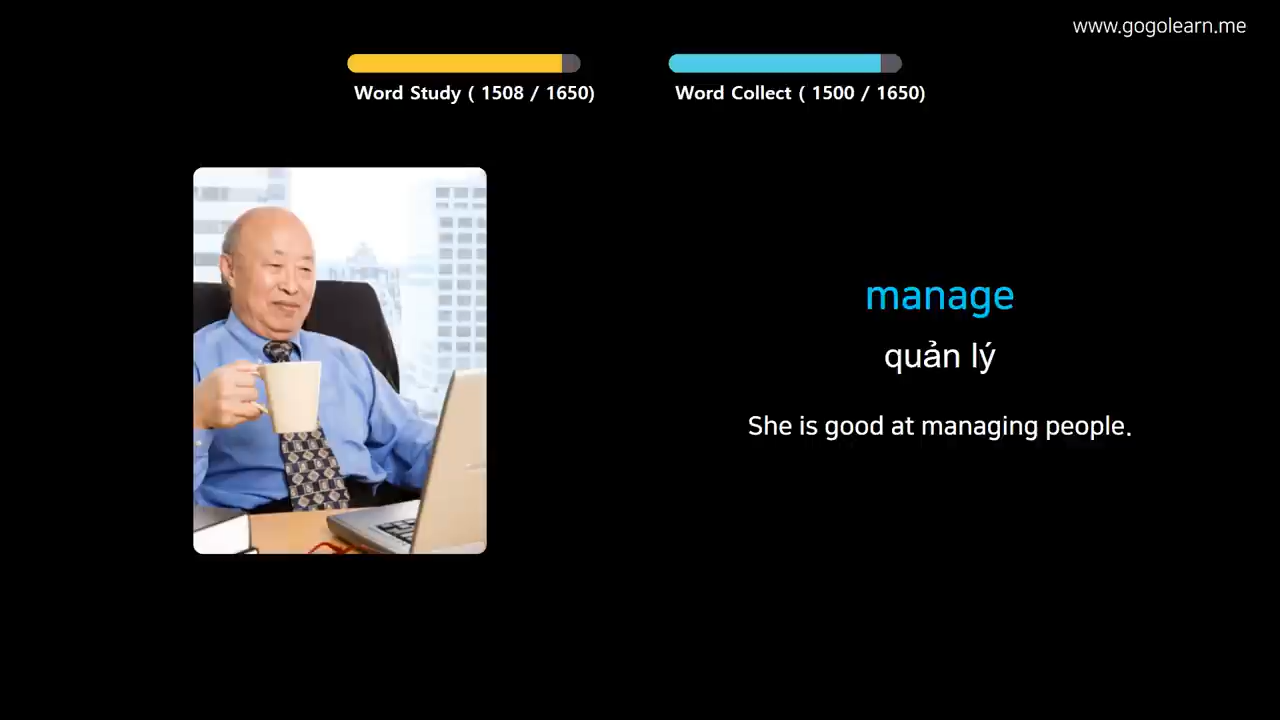 www.gogolearn.me
Word Study ( 1508 / 1650)
Word Collect ( 1500 / 1650)
manage
quản lý
She is good at managing people.